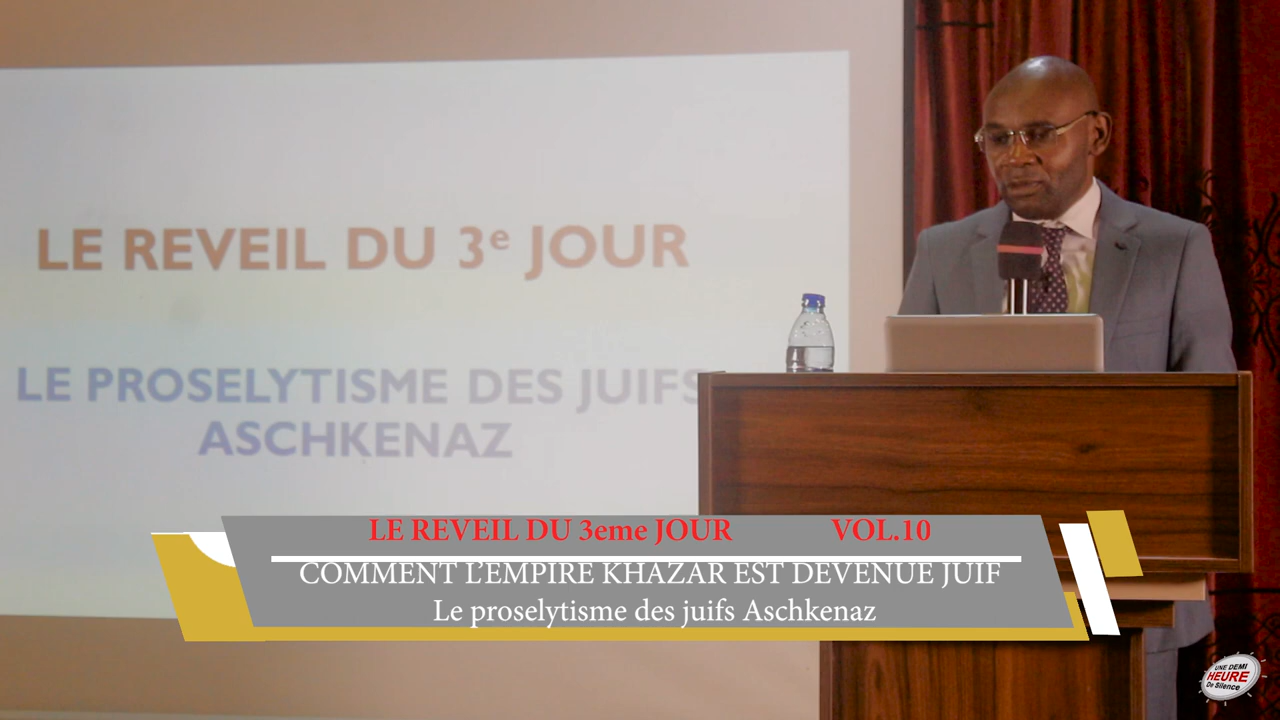 LE REVEIL DU 3e JOUR
LE PROSELYTISME DES JUIFS
ASCHKENAZ
LE REVEIL DU 3eme JOUR VOL.10
COMMENT L'EMPIRE KHAZAR EST DEVENUE JUIF
Le proselytisme des juifs Aschkenaz
UNE DEMI
HEURE
De Silence